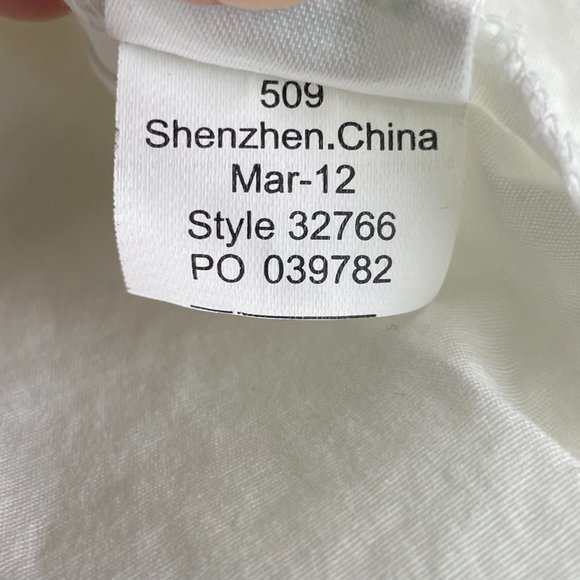 509
Shenzhen.China
Mar-12
Style 32766
PO 039782